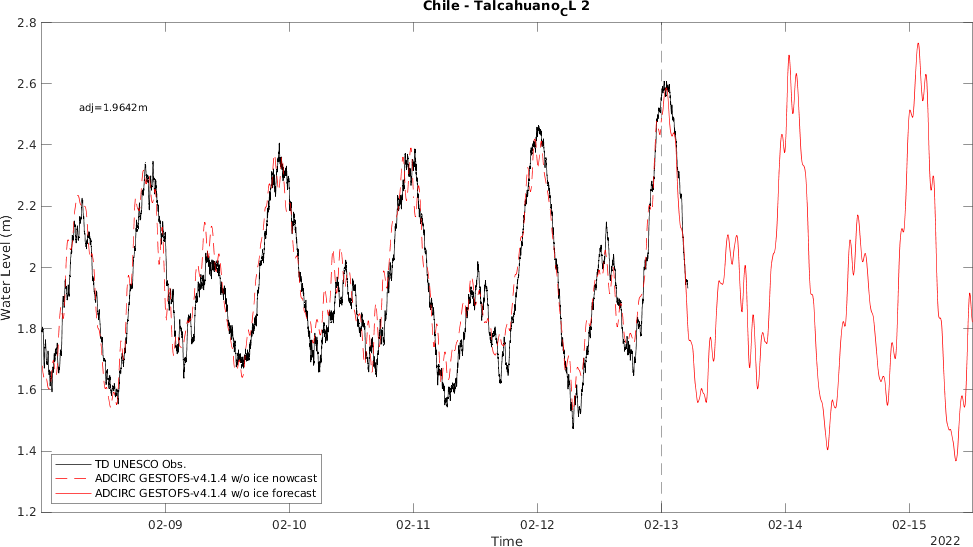 Chile - Talcahuano_CL 2
2.8
2.6
adj=1.9642m
2.4
2.2
2
1.8
1.6
1.4
1.2
Water Level (m)
TD UNESCO Obs.
ADCIRC GESTOFS-v4.1.4 w/o ice nowcast
ADCIRC GESTOFS-v4.1.4 w/o ice forecast
02-09 02-10 02-11 02-12 02-13 02-14 02-15
Time
2022